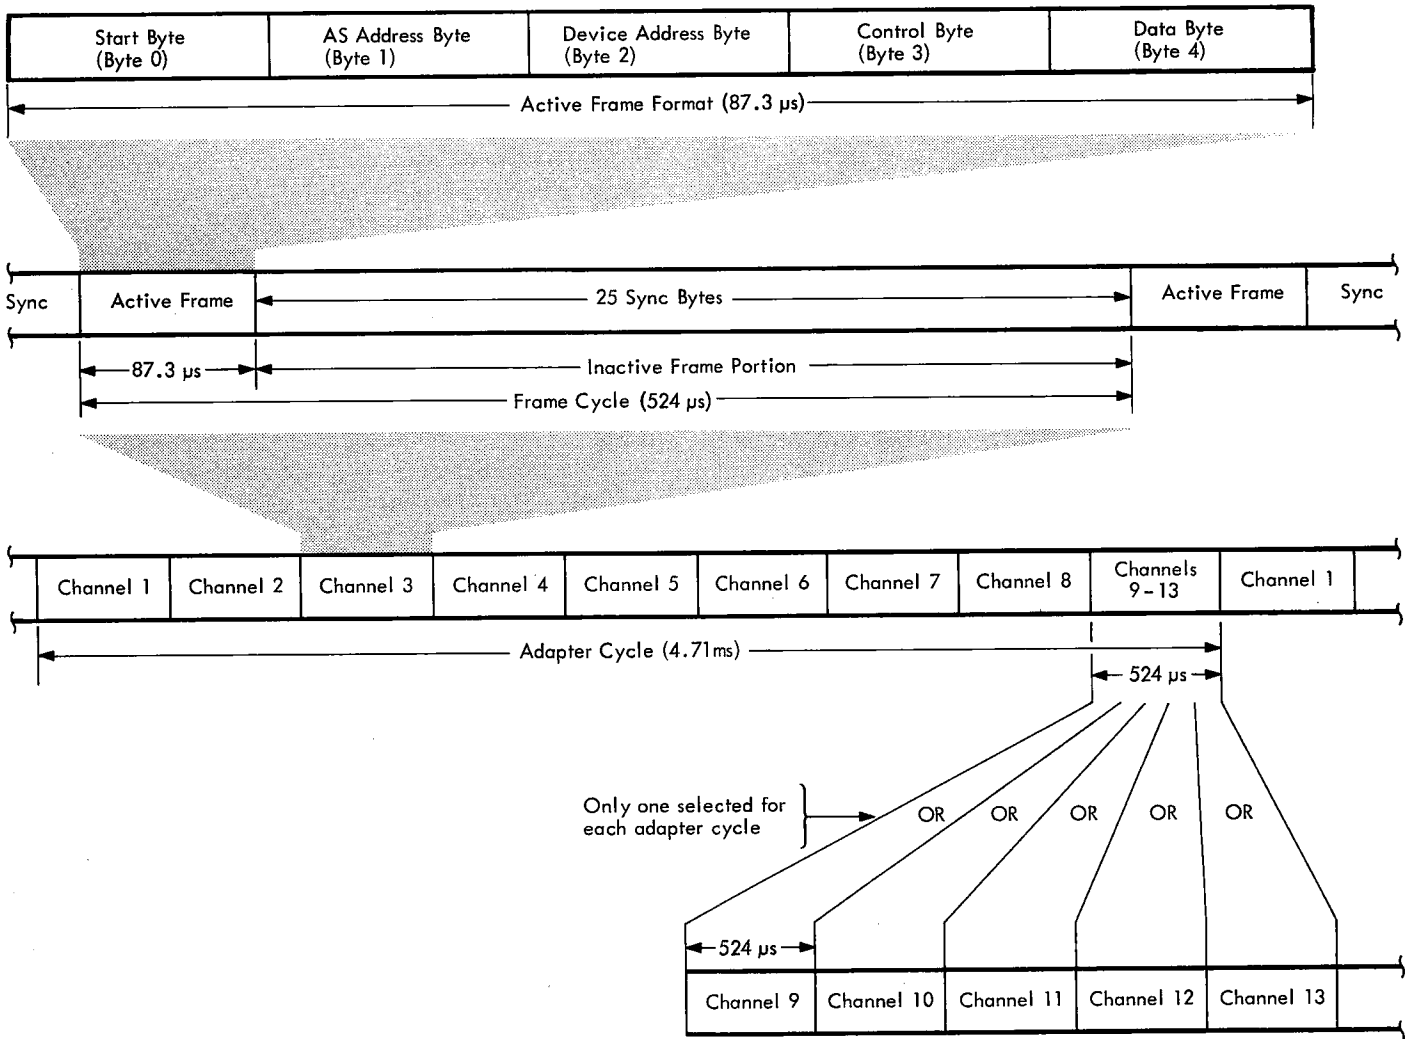 Start Byte
(Byte 0)
AS Address Byte
(Byte 1)
Device Address Byte
(Byte 2)
Control Byte
(Byte 3)
Data Byte
(Byte 4)
Active Frame Format (87.3 μs)
Sync
Active Frame
25 Sync Bytes
Active Frame
Sync
87.3 μs
Inactive Frame Portion
Frame Cycle (524 μs)
Channel 1
Channel 2
Channel 3
Channel 4
Channel 5
Channel 6
Channel 7
Channel 8
Channels
9-13
Channel 1
Adapter Cycle (4.71ms)
524 μs
Only one selected for
each adapter cycle
OR
OR
OR
OR
OR
524 μs
Channel 9
Channel 10
Channel 11
Channel 12
Channel 13